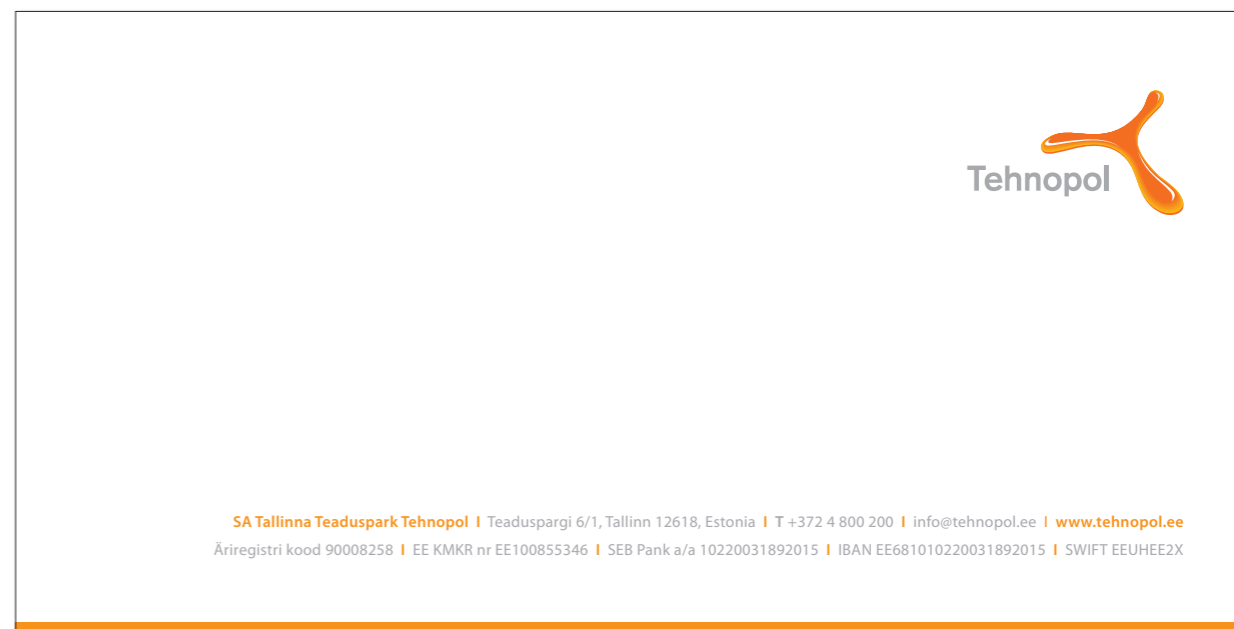 Tehnopol
SA Tallinna Teaduspark Tehnopol I Teaduspargi 6/1, Tallinn 12618, Estonia I T +372 4 800 200 I info@tehnopol.ee I www.tehnopol.ee
Äriregistri kood 90008258 I EE KMKR nr EE100855346 I SEB Pank a/a 10220031892015 I IBAN EE681010220031892015 I SWIFT EEUHEE2X